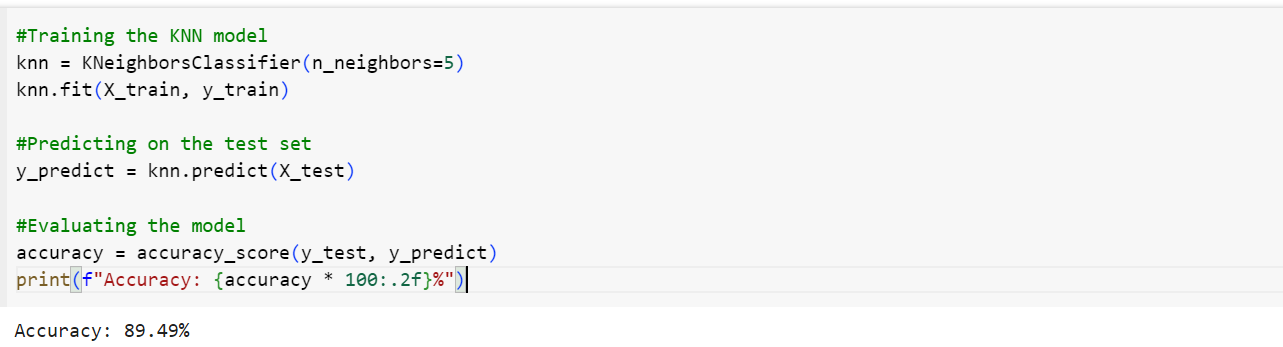 #Training the KNN model
knn = KNeighborsClassifier(n_neighbors=5)
knn.fit(X_train, y_train)
#Predicting on the test set
y_predict = knn.predict(X_test)
#Evaluating the model
accuracy = accuracy_score(y_test, y_predict)
print(f"Accuracy: {accuracy * 100:.2f}%")
Accuracy: 89.49%